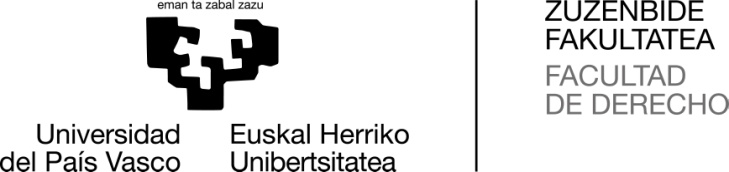 eman ta zabal zazu
Universidad
del País Vasco
Euskal Herriko
Unibertsitatea
ZUZENBIDE
FAKULTATEA
FACULTAD
DE DERECHO